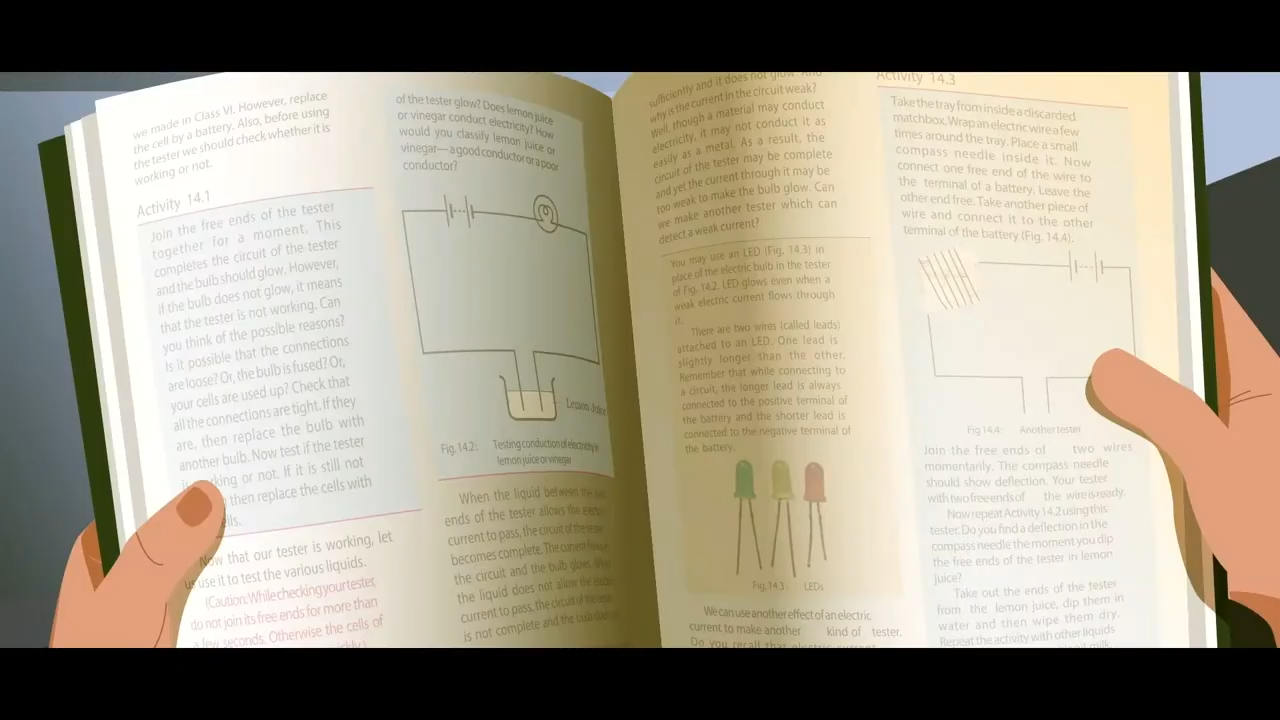 we made in Class VI. However, replace
the cell by a battery. Also, before using
the tester we should check whether it is
working or not.
Activity 14.1
Join the free ends of the tester
together for a moment. This
completes the circuit of the tester
and the bulb should glow. However,
if the bulb does not glow, it means
that the tester is not working. Can
you think of the possible reasons?
Is it possible that the connections
are loose? Or, the bulb is fused? Or,
your cells are used up? Check that
all the connections are tight. If they
are, then replace the bulb with
another bulb. Now test if the tester
is working or not. If it is still not
then replace the cells with
Now that our tester is working, let
us use it to test the various liquids.
(Caution: While checking your tester,
do not join its free ends for more than
a few seconds. Otherwise the cells of
of the tester glow? Does lemon juice
or vinegar conduct electricity? How
would you classify lemon juice or
vinegar— a good conductor or a poor
conductor?
Lemon Juice
Fig. 14.2: Testing conduction of electricity in
lemon juice or vinegar
When the liquid between the two
ends of the tester allows the electric
current to pass, the circuit of the tester
becomes complete. The current flows in
the circuit and the bulb glows. When
the liquid does not allow the electric
current to pass, the circuit of the tester
is not complete and the bulb does not
sufficiently and it does not glow. And
why is the current in the circuit weak?
Well, though a material may conduct
electricity, it may not conduct it as
easily as a metal. As a result, the
circuit of the tester may be complete
and yet the current through it may be
too weak to make the bulb glow. Can
we make another tester which can
detect a weak current?
You may use an LED (Fig. 14.3) in
place of the electric bulb in the tester
of Fig. 14.2. LED glows even when a
weak electric current flows through
it.
There are two wires (called leads)
attached to an LED. One lead is
slightly longer than the other.
Remember that while connecting to
a circuit, the longer lead is always
connected to the positive terminal of
the battery and the shorter lead is
connected to the negative terminal of
the battery.
Fig. 14.3 LEDs
We can use another effect of an electric
current to make another kind of tester.
Do you recall that electric current
Activity 14.3
Take the tray from inside a discarded
matchbox. Wrap an electric wire a few
times around the tray. Place a small
compass needle inside it. Now
connect one free end of the wire to
the terminal of a battery. Leave the
other end free. Take another piece of
wire and connect it to the other
terminal of the battery (Fig. 14.4).
Fig 14.4: Another tester
Join the free ends of two wires
momentarily. The compass needle
should show deflection. Your tester
with two free ends of the wire is ready.
Now repeat Activity 14.2 using this
tester. Do you find a deflection in the
compass needle the moment you dip
the free ends of the tester in lemon
juice?
Take out the ends of the tester
from the lemon juice, dip them in
water and then wipe them dry.
Repeat the activity with other liquids
milk